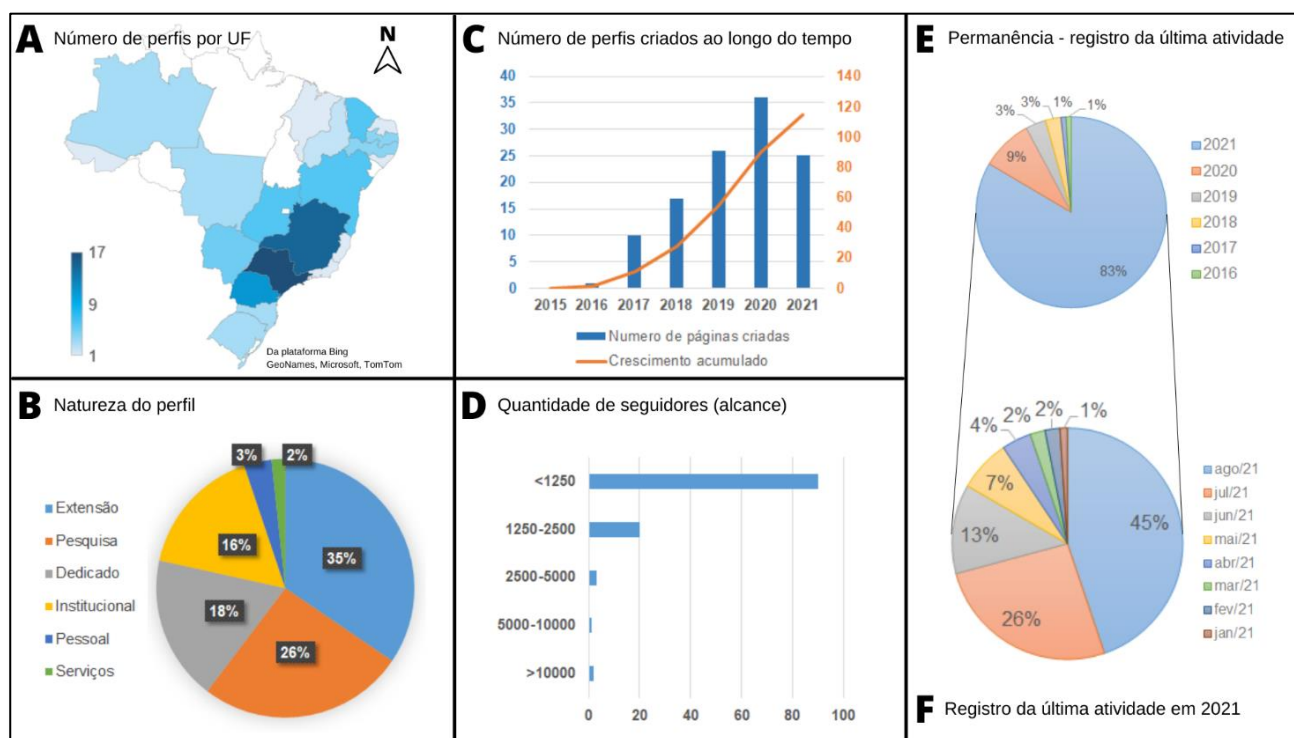 A Número de perfis por UF
N
17
9
1
Da plataforma Bing
GeoNames, Microsoft, TomTom
B Natureza do perfil
Extensão
Pesquisa
Dedicado
Institucional
Pessoal
Serviços
3%
2%
35%
16%
18%
26%
C Número de perfis criados ao longo do tempo
40
35
30
25
20
15
10
5
0
140
120
100
80
60
40
20
0
2015 2016 2017 2018 2019 2020 2021
Numero de páginas criadas
Crescimento acumulado
D Quantidade de seguidores (alcance)
<1250
1250-2500
2500-5000
5000-10000
>10000
0 20 40 60 80 100
E Permanência - registro da última atividade
3%
3%
1%
1%
9%
83%
2021
2020
2019
2018
2017
2016
4%
2%
2%
1%
7%
13%
45%
26%
ago/21
jul/21
jun/21
mai/21
abr/21
mar/21
fev/21
jan/21
F Registro da última atividade em 2021